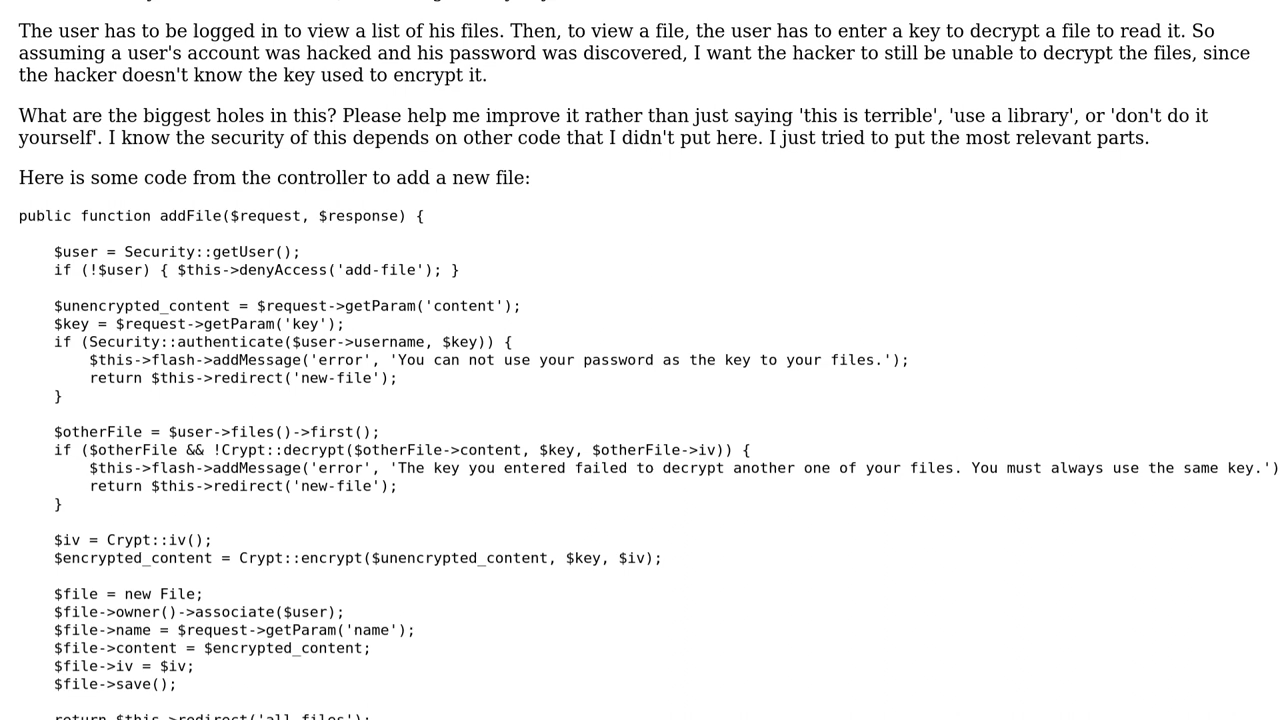 The user has to be logged in to view a list of his files. Then, to view a file, the user has to enter a key to decrypt a file to read it. So
assuming a user's account was hacked and his password was discovered, I want the hacker to still be unable to decrypt the files, since
the hacker doesn't know the key used to encrypt it.
What are the biggest holes in this? Please help me improve it rather than just saying 'this is terrible', 'use a library', or 'don't do it
yourself'. I know the security of this depends on other code that I didn't put here. I just tried to put the most relevant parts.
Here is some code from the controller to add a new file:
public function addFile($request, $response) {
    $user = Security::getUser();
    if (!$user) { $this->denyAccess('add-file'); }
    $unencrypted_content = $request->getParam('content');
    $key = $request->getParam('key');
    if (Security::authenticate($user->username, $key)) {
        $this->flash->addMessage('error', 'You can not use your password as the key to your files.');
        return $this->redirect('new-file');
    }
    $otherFile = $user->files()->first();
    if ($otherFile && !Crypt::decrypt($otherFile->content, $key, $otherFile->iv)) {
        $this->flash->addMessage('error', 'The key you entered failed to decrypt another one of your files. You must always use the same key.')
        return $this->redirect('new-file');
    }
    $iv = Crypt::iv();
    $encrypted_content = Crypt::encrypt($unencrypted_content, $key, $iv);
    $file = new File;
    $file->owner()->associate($user);
    $file->name = $request->getParam('name');
    $file->content = $encrypted_content;
    $file->iv = $iv;
    $file->save();
    return $this->redirect('all-files');